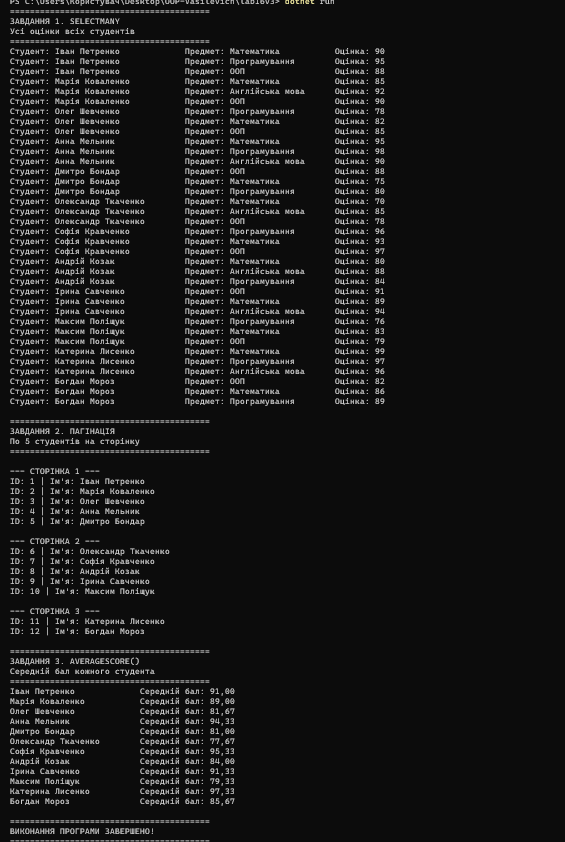 PS C:\Users\Користувач\Desktop\OOP-Vasilevich\lab16v3> dotnet run
========================================
ЗАВДАННЯ 1. SELECTMANY
Усі оцінки всіх студентів
========================================
Студент: Іван Петренко Предмет: Математика Оцінка: 90
Студент: Іван Петренко Предмет: Програмування Оцінка: 95
Студент: Іван Петренко Предмет: ООП Оцінка: 88
Студент: Марія Коваленко Предмет: Математика Оцінка: 85
Студент: Марія Коваленко Предмет: Англійська мова Оцінка: 92
Студент: Марія Коваленко Предмет: ООП Оцінка: 90
Студент: Олег Шевченко Предмет: Програмування Оцінка: 78
Студент: Олег Шевченко Предмет: Математика Оцінка: 82
Студент: Олег Шевченко Предмет: ООП Оцінка: 85
Студент: Анна Мельник Предмет: Математика Оцінка: 95
Студент: Анна Мельник Предмет: Програмування Оцінка: 98
Студент: Анна Мельник Предмет: Англійська мова Оцінка: 90
Студент: Дмитро Бондар Предмет: ООП Оцінка: 88
Студент: Дмитро Бондар Предмет: Математика Оцінка: 75
Студент: Дмитро Бондар Предмет: Програмування Оцінка: 80
Студент: Олександр Ткаченко Предмет: Математика Оцінка: 70
Студент: Олександр Ткаченко Предмет: Англійська мова Оцінка: 85
Студент: Олександр Ткаченко Предмет: ООП Оцінка: 78
Студент: Софія Кравченко Предмет: Програмування Оцінка: 96
Студент: Софія Кравченко Предмет: Математика Оцінка: 93
Студент: Софія Кравченко Предмет: ООП Оцінка: 97
Студент: Андрій Козак Предмет: Математика Оцінка: 80
Студент: Андрій Козак Предмет: Англійська мова Оцінка: 88
Студент: Андрій Козак Предмет: Програмування Оцінка: 84
Студент: Ірина Савченко Предмет: ООП Оцінка: 91
Студент: Ірина Савченко Предмет: Математика Оцінка: 89
Студент: Ірина Савченко Предмет: Англійська мова Оцінка: 94
Студент: Максим Поліщук Предмет: Програмування Оцінка: 76
Студент: Максим Поліщук Предмет: Математика Оцінка: 83
Студент: Максим Поліщук Предмет: ООП Оцінка: 79
Студент: Катерина Лисенко Предмет: Математика Оцінка: 99
Студент: Катерина Лисенко Предмет: Програмування Оцінка: 97
Студент: Катерина Лисенко Предмет: Англійська мова Оцінка: 96
Студент: Богдан Мороз Предмет: ООП Оцінка: 82
Студент: Богдан Мороз Предмет: Математика Оцінка: 86
Студент: Богдан Мороз Предмет: Програмування Оцінка: 89
========================================
ЗАВДАННЯ 2. ПАГІНАЦІЯ
По 5 студентів на сторінку
========================================
--- СТОРІНКА 1 ---
ID: 1 | Ім'я: Іван Петренко
ID: 2 | Ім'я: Марія Коваленко
ID: 3 | Ім'я: Олег Шевченко
ID: 4 | Ім'я: Анна Мельник
ID: 5 | Ім'я: Дмитро Бондар
--- СТОРІНКА 2 ---
ID: 6 | Ім'я: Олександр Ткаченко
ID: 7 | Ім'я: Софія Кравченко
ID: 8 | Ім'я: Андрій Козак
ID: 9 | Ім'я: Ірина Савченко
ID: 10 | Ім'я: Максим Поліщук
--- СТОРІНКА 3 ---
ID: 11 | Ім'я: Катерина Лисенко
ID: 12 | Ім'я: Богдан Мороз
========================================
ЗАВДАННЯ 3. AVERAGESCORE()
Середній бал кожного студента
========================================
Іван Петренко Середній бал: 91,00
Марія Коваленко Середній бал: 89,00
Олег Шевченко Середній бал: 81,67
Анна Мельник Середній бал: 94,33
Дмитро Бондар Середній бал: 81,00
Олександр Ткаченко Середній бал: 77,67
Софія Кравченко Середній бал: 95,33
Андрій Козак Середній бал: 84,00
Ірина Савченко Середній бал: 91,33
Максим Поліщук Середній бал: 79,33
Катерина Лисенко Середній бал: 97,33
Богдан Мороз Середній бал: 85,67
========================================
ВИКОНАННЯ ПРОГРАМИ ЗАВЕРШЕНО!
========================================